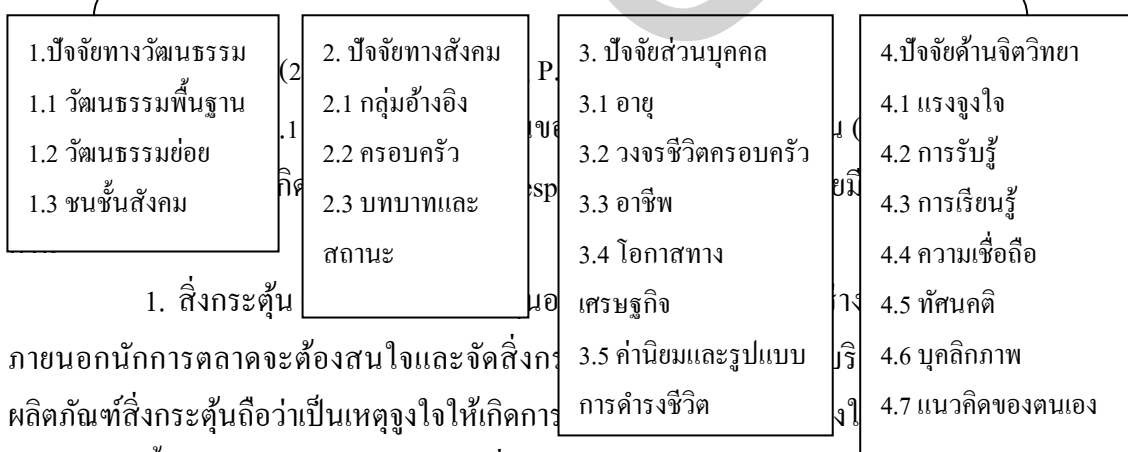 1.ปัจจัยทางวัฒนธรรม
1.1 วัฒนธรรมพื้นฐาน
1.2 วัฒนธรรมย่อย
1.3 ชนชั้นสังคม
2. ปัจจัยทางสังคม
2.1 กลุ่มอ้างอิง
2.2 ครอบครัว
2.3 บทบาทและ
สถานะ
3. ปัจจัยส่วนบุคคล
3.1 อายุ
3.2 วงจรชีวิตครอบครัว
3.3 อาชีพ
3.4 โอกาสทาง
เศรษฐกิจ
3.5 ค่านิยมและรูปแบบ
การดำรงชีวิต
4.ปัจจัยด้านจิตวิทยา
4.1 แรงจูงใจ
4.2 การรับรู้
4.3 การเรียนรู้
4.4 ความเชื่อถือ
4.5 ทัศนคติ
4.6 บุคลิกภาพ
4.7 แนวคิดของตนเอง
(2 P.
.1
esp
1. สิ่งกระตุ้น
ภายนอกนักการตลาดจะต้องสนใจและจัดสิ่งกร
ผลิตภัณฑ์สิ่งกระตุ้นถือว่าเป็นเหตุจูงใจให้เกิดการ